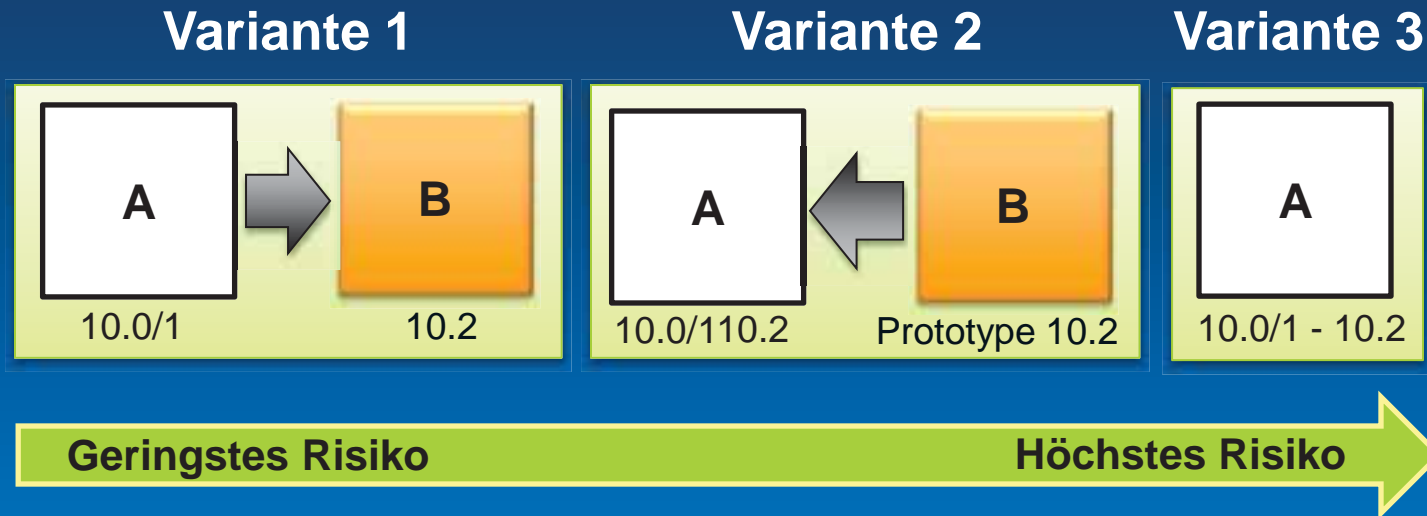 Variante 1
Variante 2
Variante 3
A
B
10.0/1
10.2
A
B
10.0/110.2
Prototype 10.2
A
10.0/1 - 10.2
Geringstes Risiko
Höchstes Risiko